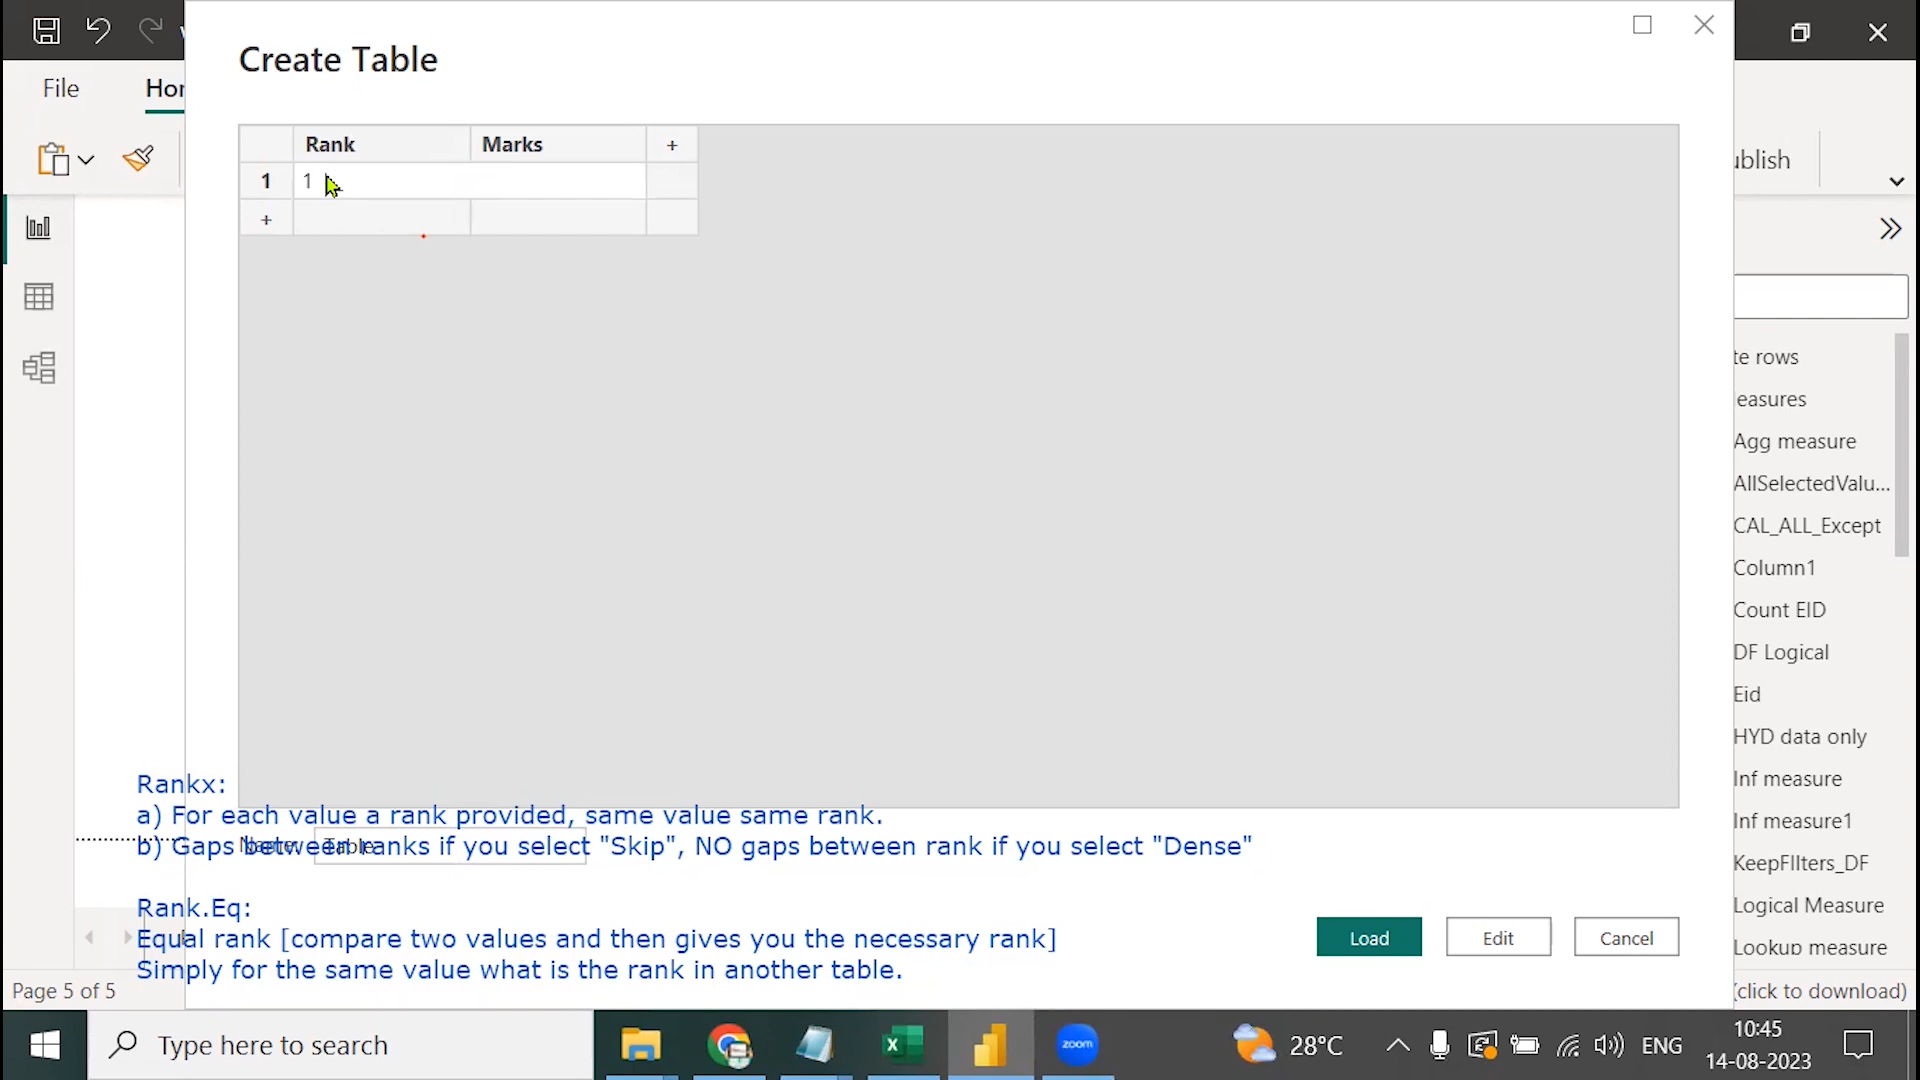 Create Table
File
Hor
ublish
Rank
Marks
+
1
1
+
te rows
easures
Agg measure
AllSelectedValu...
CAL_ALL_Except
Column1
Count EID
DF Logical
Eid
HYD data only
Inf measure
Inf measure1
KeepFIlters_DF
Logical Measure
Lookup measure
Rankx:
a) For each value a rank provided, same value same rank.
Name: Table
b) Gaps between ranks if you select "Skip", NO gaps between rank if you select "Dense"
Rank.Eq:
Equal rank [compare two values and then gives you the necessary rank]
Simply for the same value what is the rank in another table.
Load
Edit
Cancel
Page 5 of 5
(click to download)
Type here to search
zoom
28°C
ENG
10:45
14-08-2023